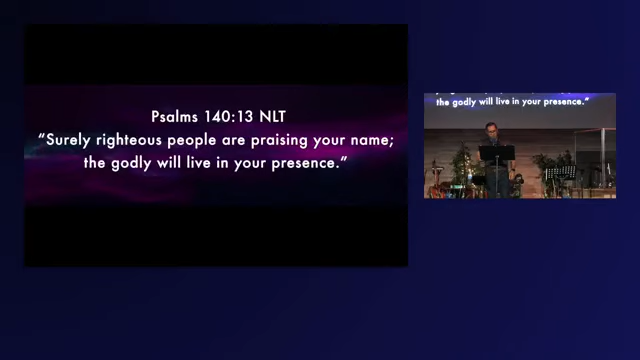 Psalms 140:13 NLT
“Surely righteous people are praising your name;
the godly will live in your presence.”
the godly will live in your presence.”